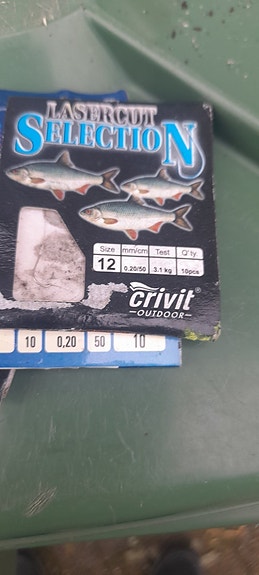 LASERCUT
SELECTION
Size mm/cm Test Q'ty
12 0,20/50 3.1 kg 10pcs
crivit®
OUTDOOR
10 0,20 50 10